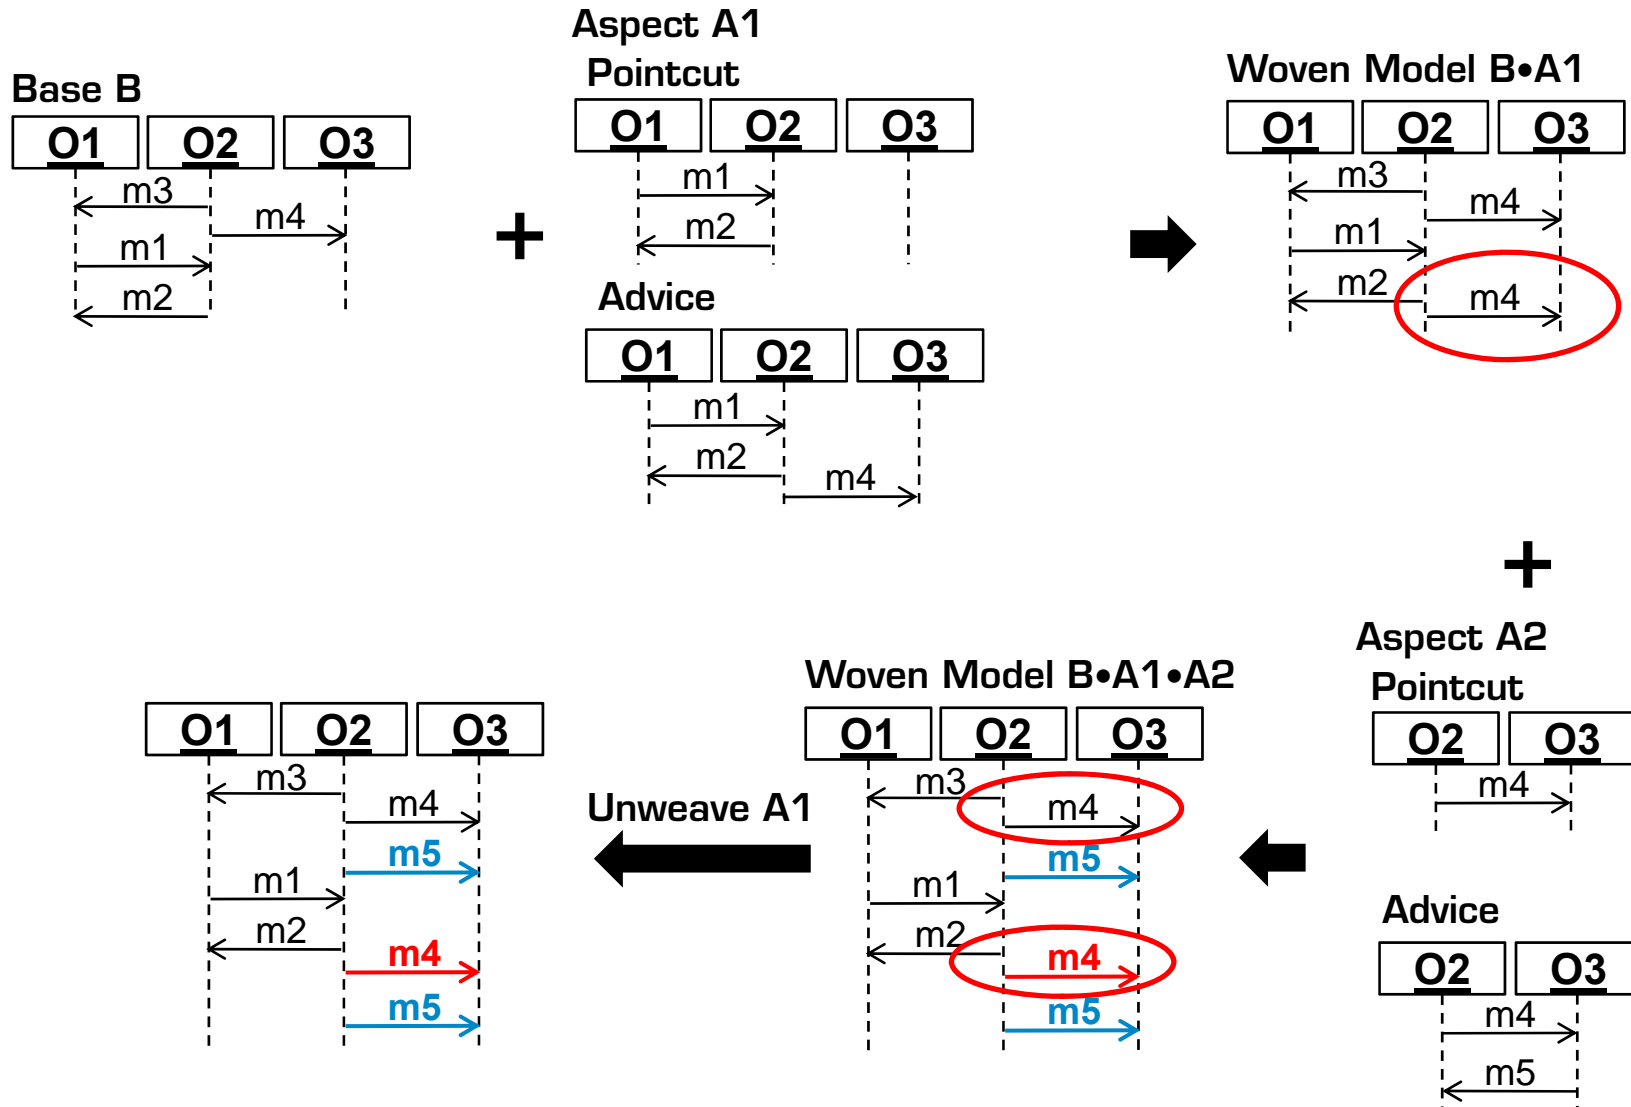 Base B
O1 O2 O3
m3
m4
m1
m2
+
Aspect A1
Pointcut
O1 O2 O3
m1
m2
Advice
O1 O2 O3
m1
m2
m4
Woven Model B•A1
O1 O2 O3
m3
m4
m1
m2
m4
+
Aspect A2
Pointcut
O2 O3
m4
Advice
O2 O3
m4
m5
Woven Model B•A1•A2
O1 O2 O3
m3
m4
m5
m1
m2
m4
m5
Unweave A1
O1 O2 O3
m3
m4
m5
m1
m2
m4
m5